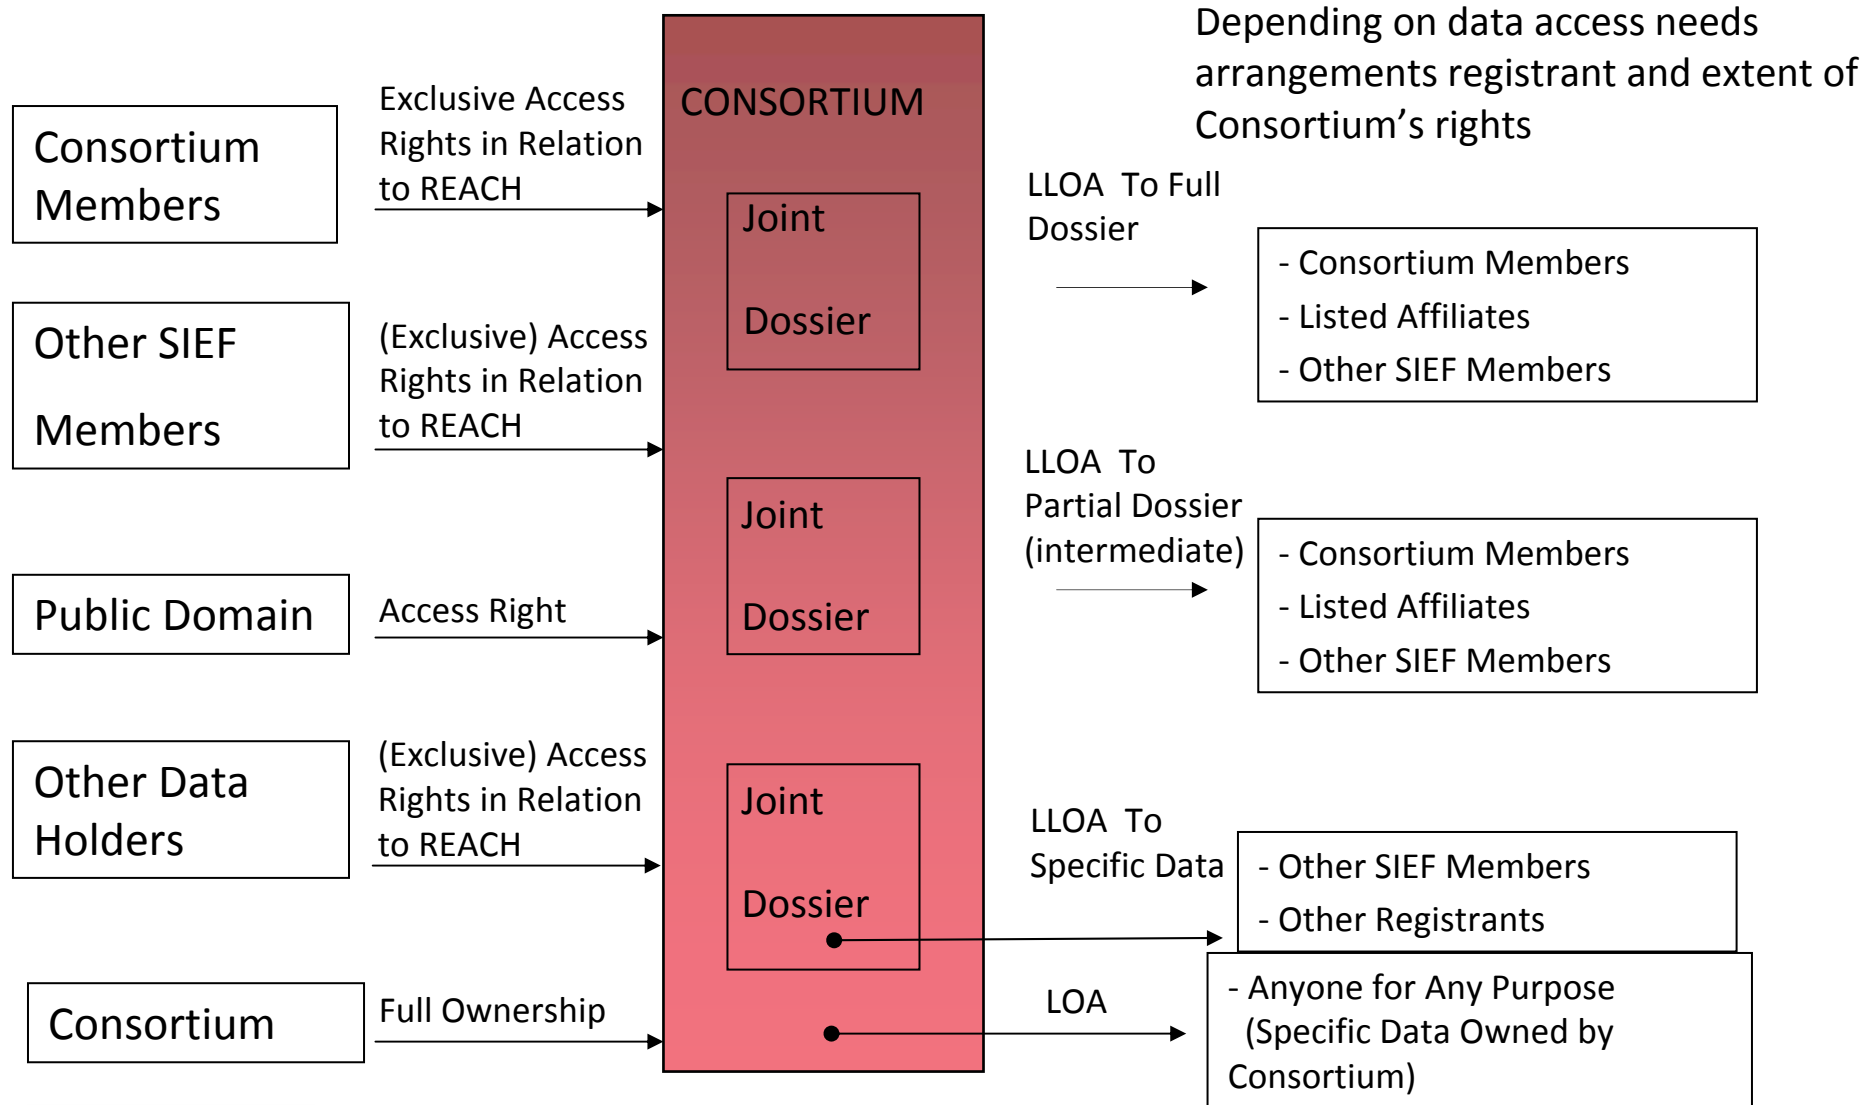 Depending on data access needs
arrangements registrant and extent of
Consortium's rights
Consortium
Members
Exclusive Access
Rights in Relation
to REACH
Other SIEF
Members
(Exclusive) Access
Rights in Relation
to REACH
Public Domain
Access Right
Other Data
Holders
(Exclusive) Access
Rights in Relation
to REACH
Consortium
Full Ownership
CONSORTIUM
Joint
Dossier
Joint
Dossier
Joint
Dossier
LLOA To Full
Dossier
- Consortium Members
- Listed Affiliates
- Other SIEF Members
LLOA To
Partial Dossier
(intermediate)
- Consortium Members
- Listed Affiliates
- Other SIEF Members
LLOA To
Specific Data
- Other SIEF Members
- Other Registrants
LOA
- Anyone for Any Purpose
(Specific Data Owned by
Consortium)